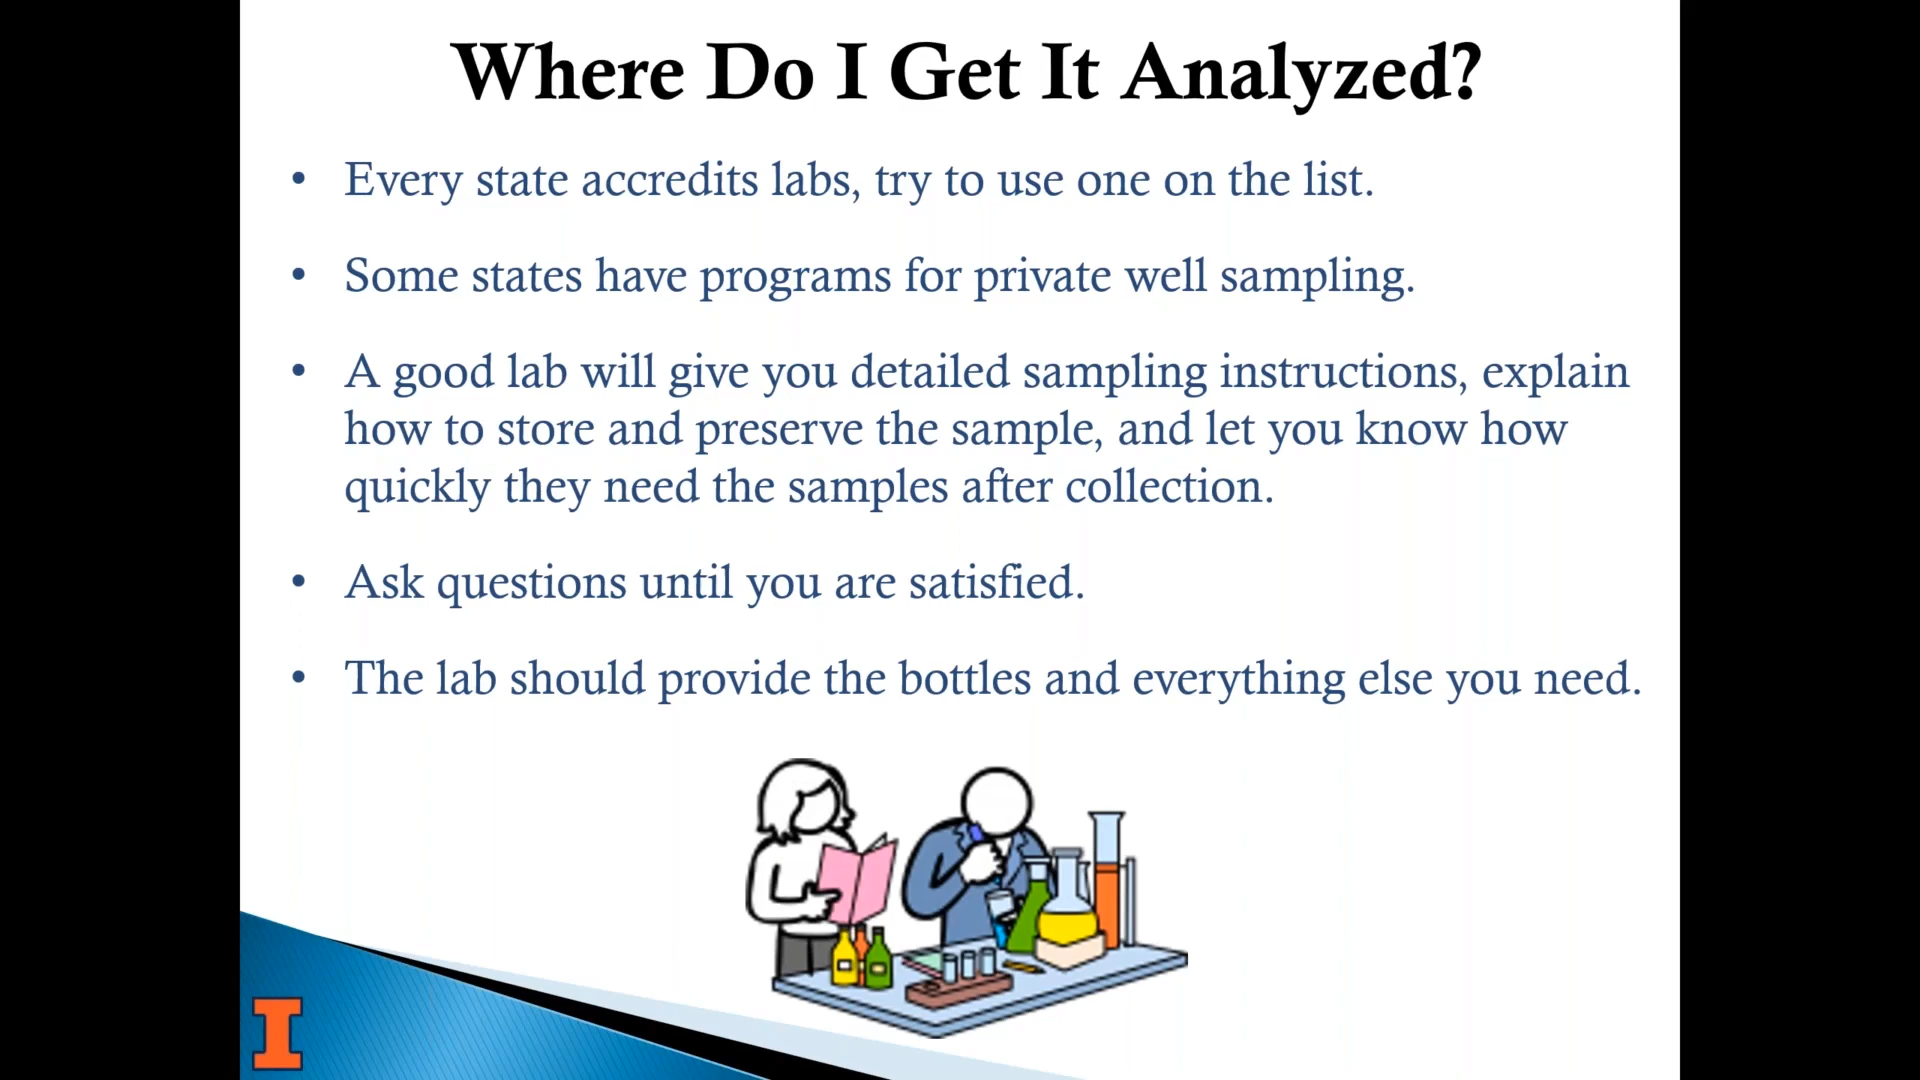 Where Do I Get It Analyzed?
• Every state accredits labs, try to use one on the list.
• Some states have programs for private well sampling.
• A good lab will give you detailed sampling instructions, explain
how to store and preserve the sample, and let you know how
quickly they need the samples after collection.
• Ask questions until you are satisfied.
• The lab should provide the bottles and everything else you need.
I